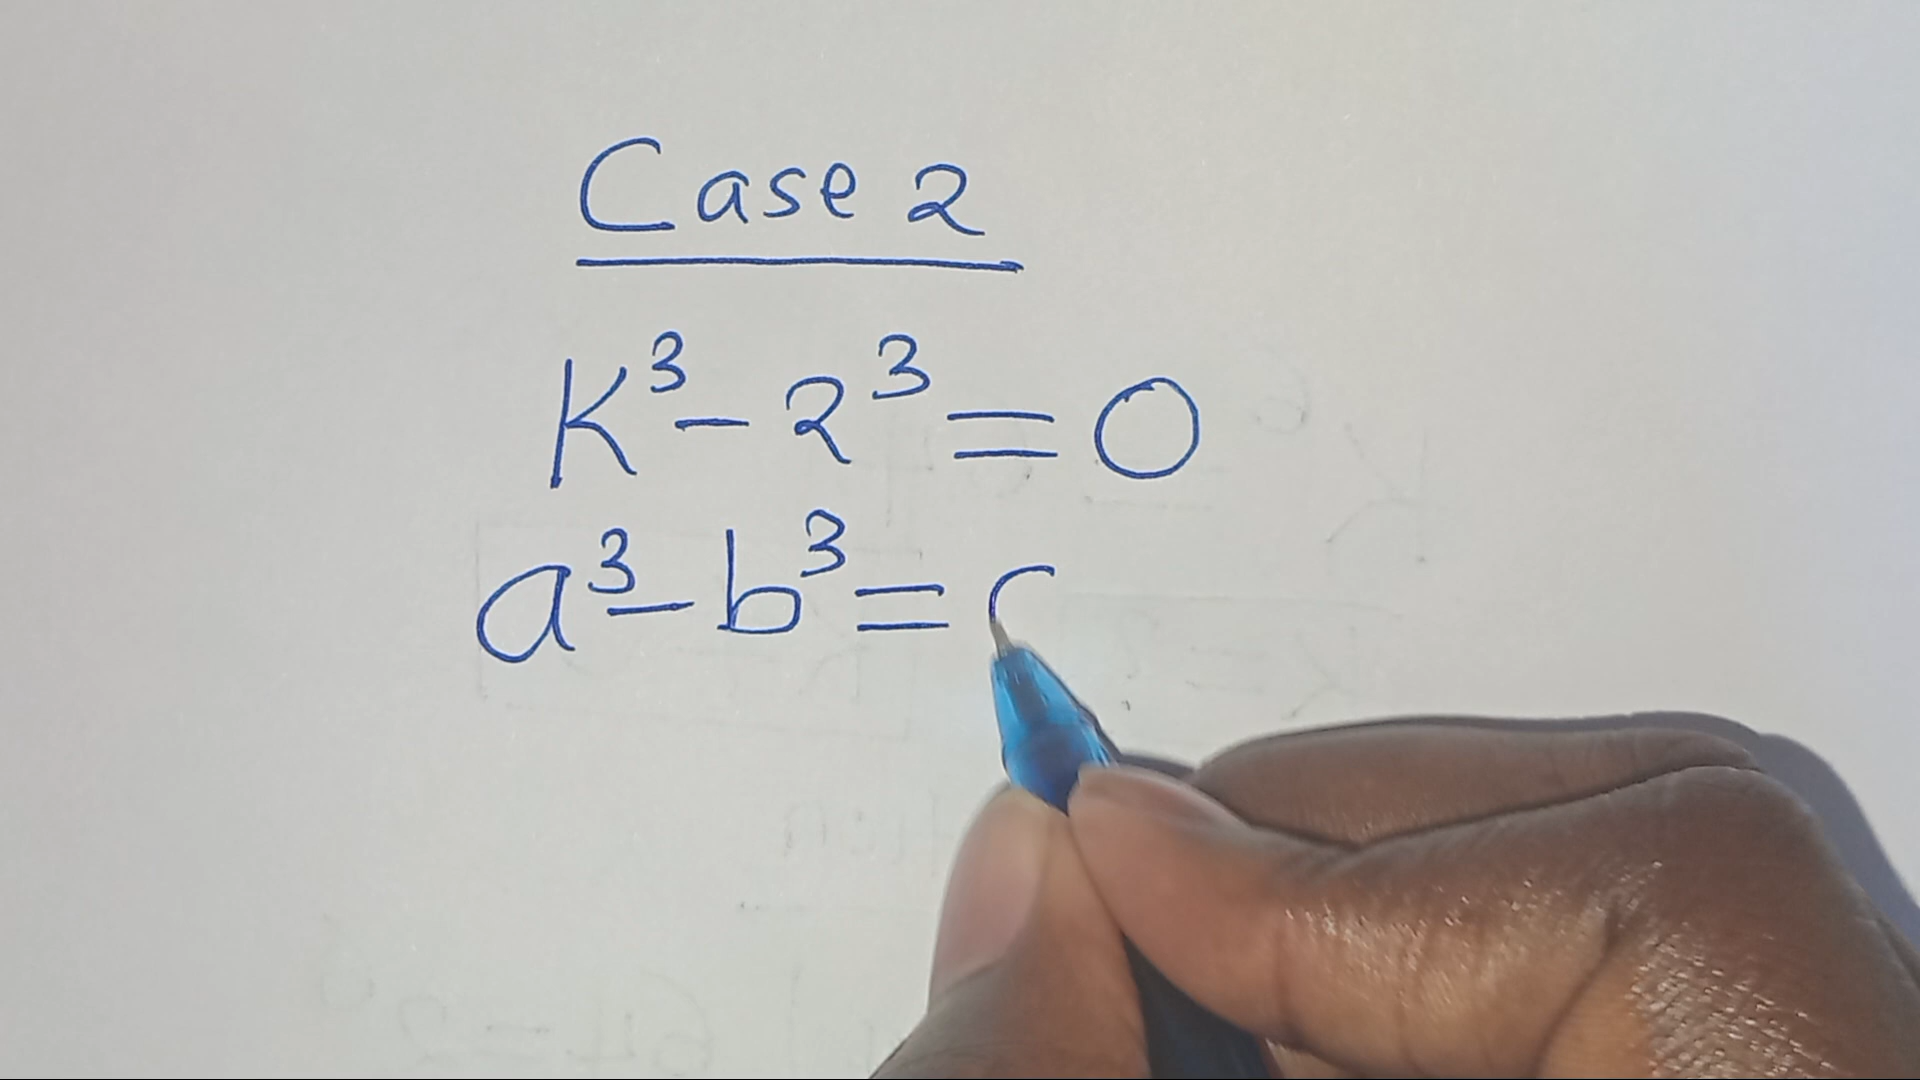 Case 2
K³ - 2³ = 0
a³ - b³ =